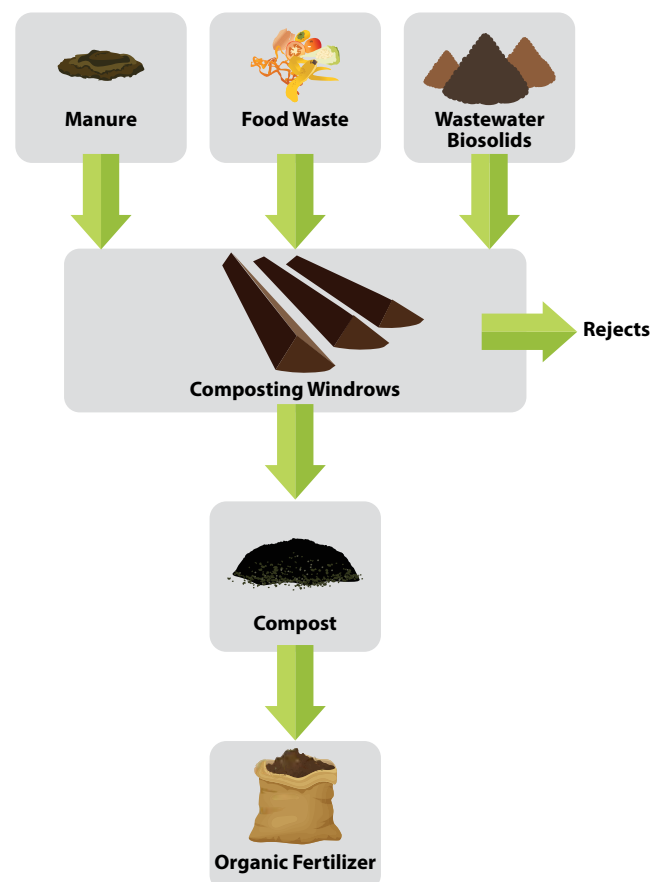 Manure
Food Waste
Wastewater
Biosolids
Rejects
Composting Windrows
Compost
Organic Fertilizer